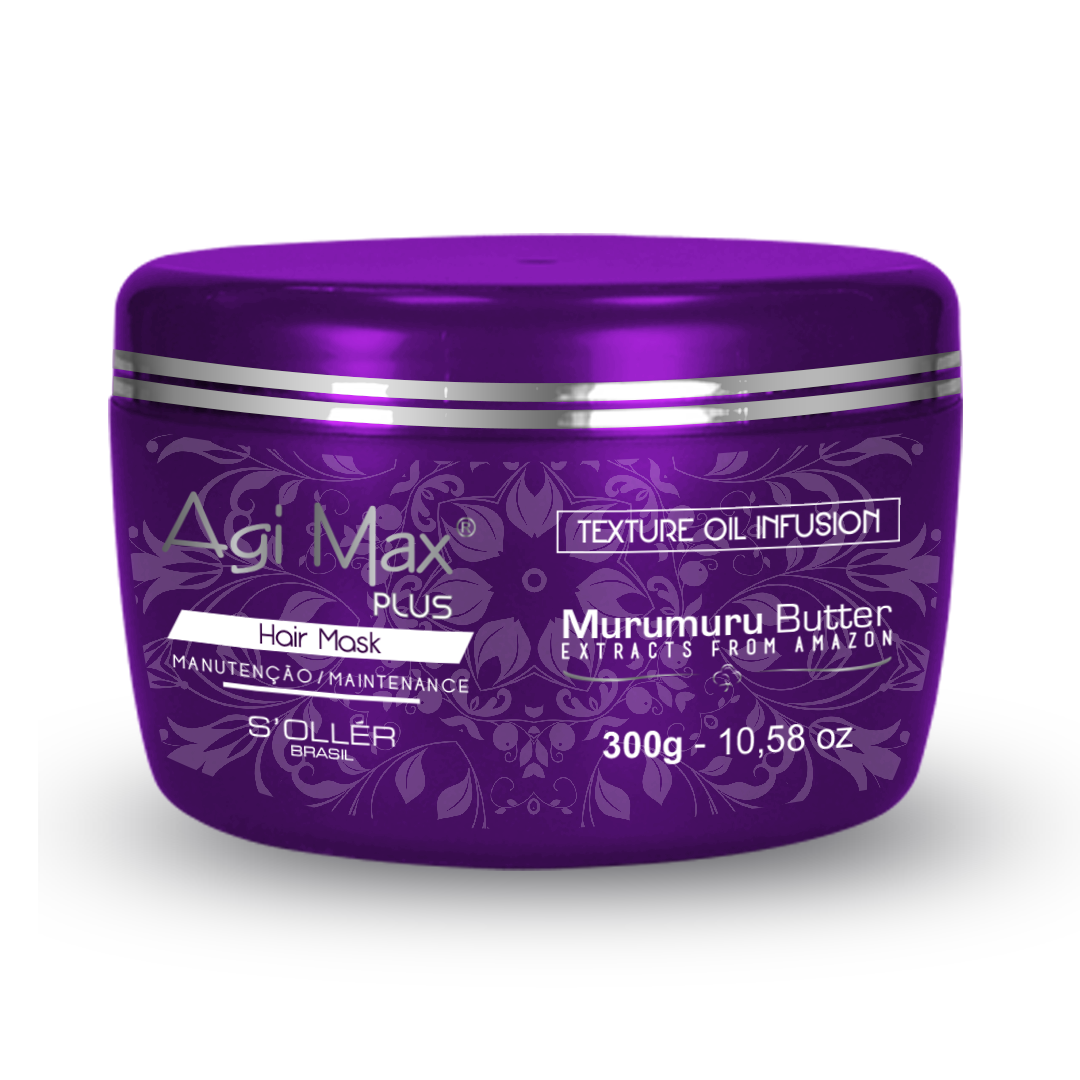 Agi Max®
PLUS
Hair Mask
MANUTENÇÃO/MAINTENANCE
S'OLLÉR
BRASIL
TEXTURE OIL INFUSION
Murumuru Butter
EXTRACTS FROM AMAZON
300g - 10,58 oz